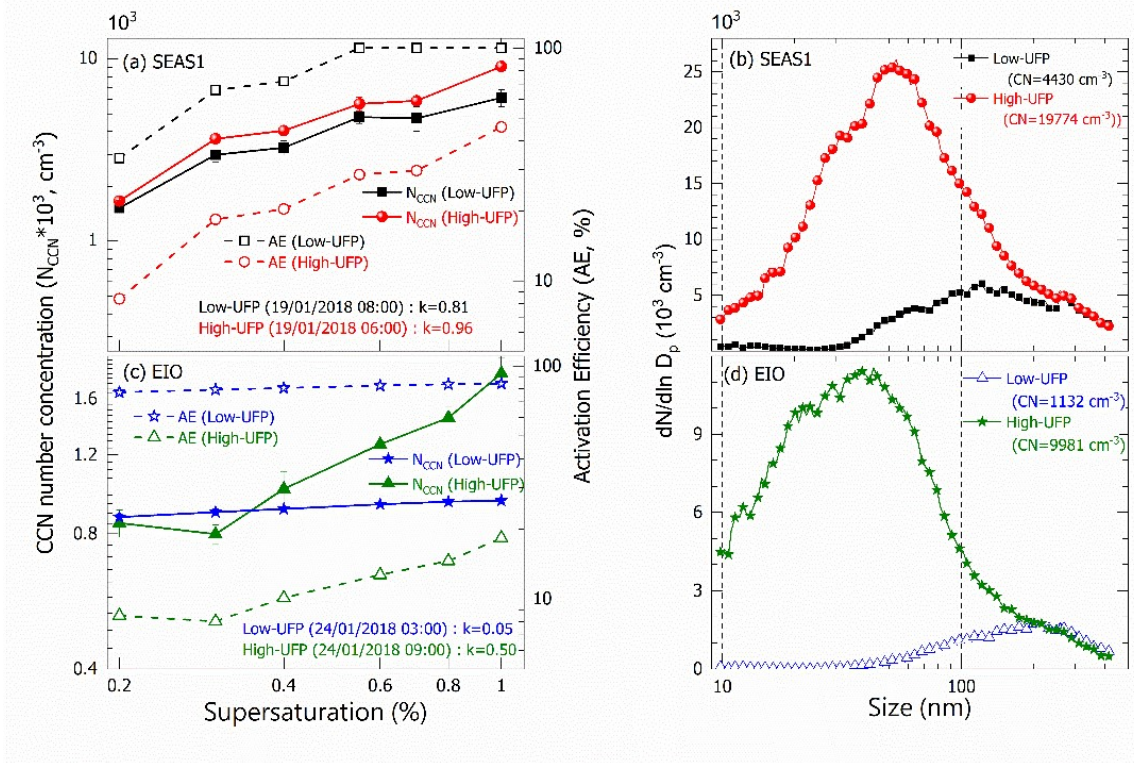 10³
(a) SEAS1
10
1
100
10
N_CCN (Low-UFP)
N_CCN (High-UFP)
AE (Low-UFP)
AE (High-UFP)
Low-UFP (19/01/2018 08:00) : k=0.81
High-UFP (19/01/2018 06:00) : k=0.96
CCN number concentration (N_CCN*10³, cm⁻³)
Activation Efficiency (AE, %)
(c) EIO
1.6
1.2
0.8
0.4
100
10
AE (Low-UFP)
AE (High-UFP)
N_CCN (Low-UFP)
N_CCN (High-UFP)
Low-UFP (24/01/2018 03:00) : k=0.05
High-UFP (24/01/2018 09:00) : k=0.50
0.2
0.4
0.6
0.8
1
Supersaturation (%)
10³
(b) SEAS1
25
20
15
10
5
Low-UFP
(CN=4430 cm⁻³)
High-UFP
(CN=19774 cm⁻³))
dN/dln D_p (10³ cm⁻³)
(d) EIO
9
6
3
0
Low-UFP
(CN=1132 cm⁻³)
High-UFP
(CN=9981 cm⁻³)
10
100
Size (nm)